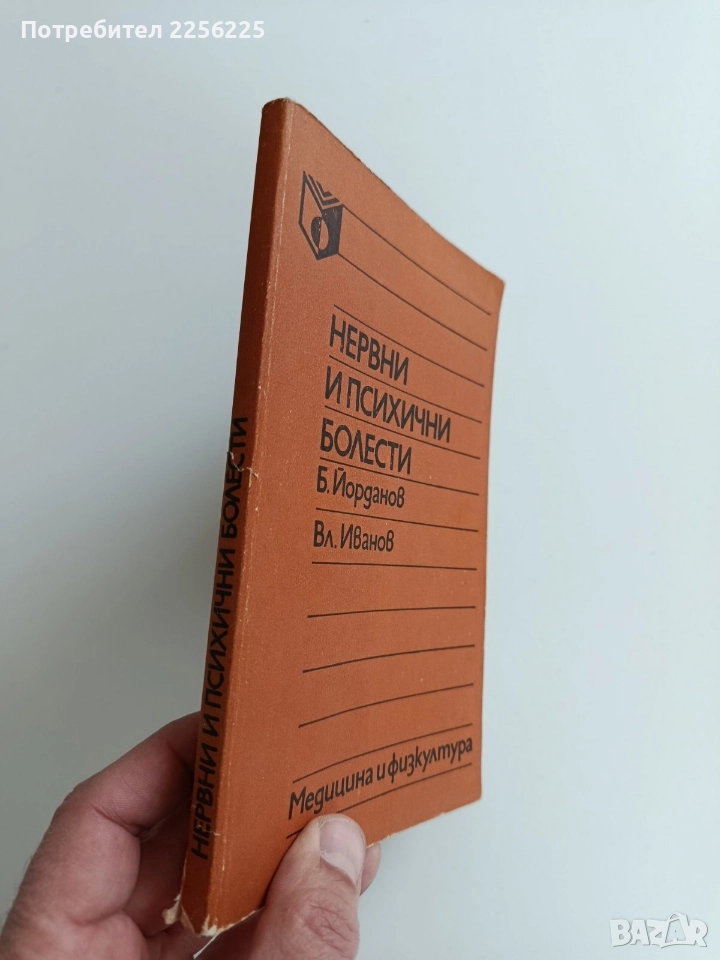 Потребител 2256225
НЕРВНИ
И ПСИХИЧНИ
БОЛЕСТИ
Б. Йорданов
Вл. Иванов
Медицина и физкултура
НЕРВНИ И ПСИХИЧНИ БОЛЕСТИ
BAZAR